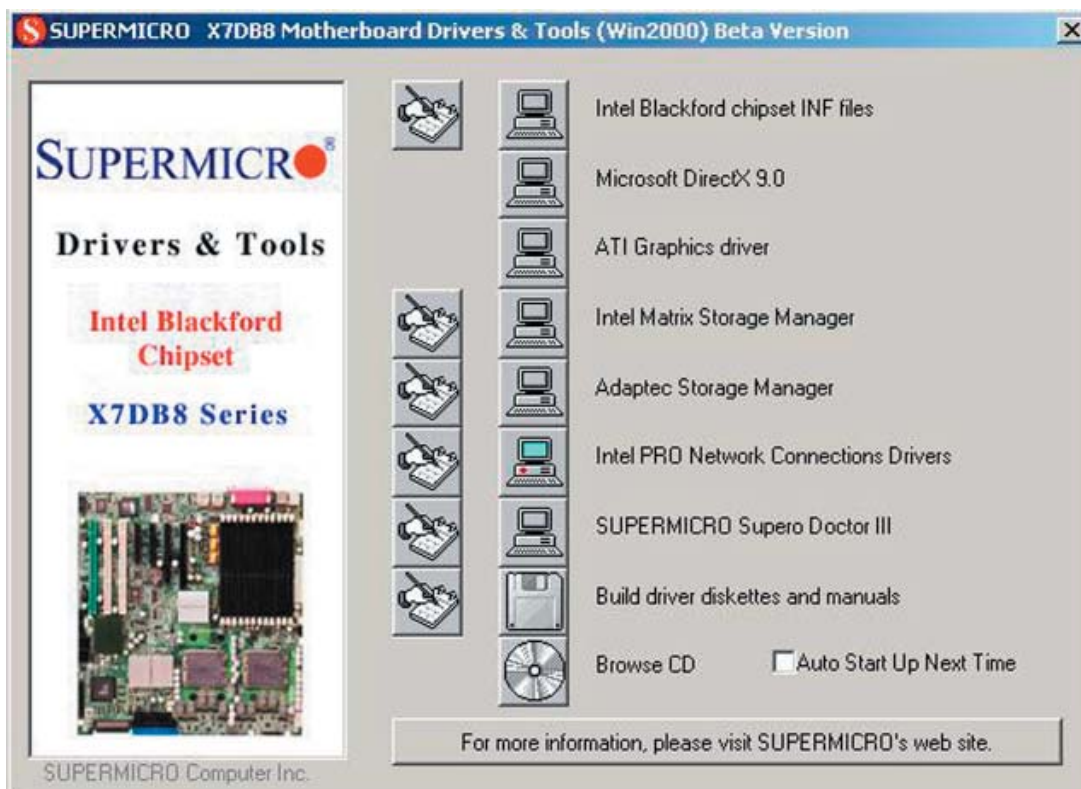 SUPERMICRO X7DB8 Motherboard Drivers & Tools (Win2000) Beta Version
SUPERMICRO®
Drivers & Tools
Intel Blackford
Chipset
X7DB8 Series
SUPERMICRO Computer Inc.
Intel Blackford chipset INF files
Microsoft DirectX 9.0
ATI Graphics driver
Intel Matrix Storage Manager
Adaptec Storage Manager
Intel PRO Network Connections Drivers
SUPERMICRO Supero Doctor III
Build driver diskettes and manuals
Browse CD
Auto Start Up Next Time
For more information, please visit SUPERMICRO's web site.